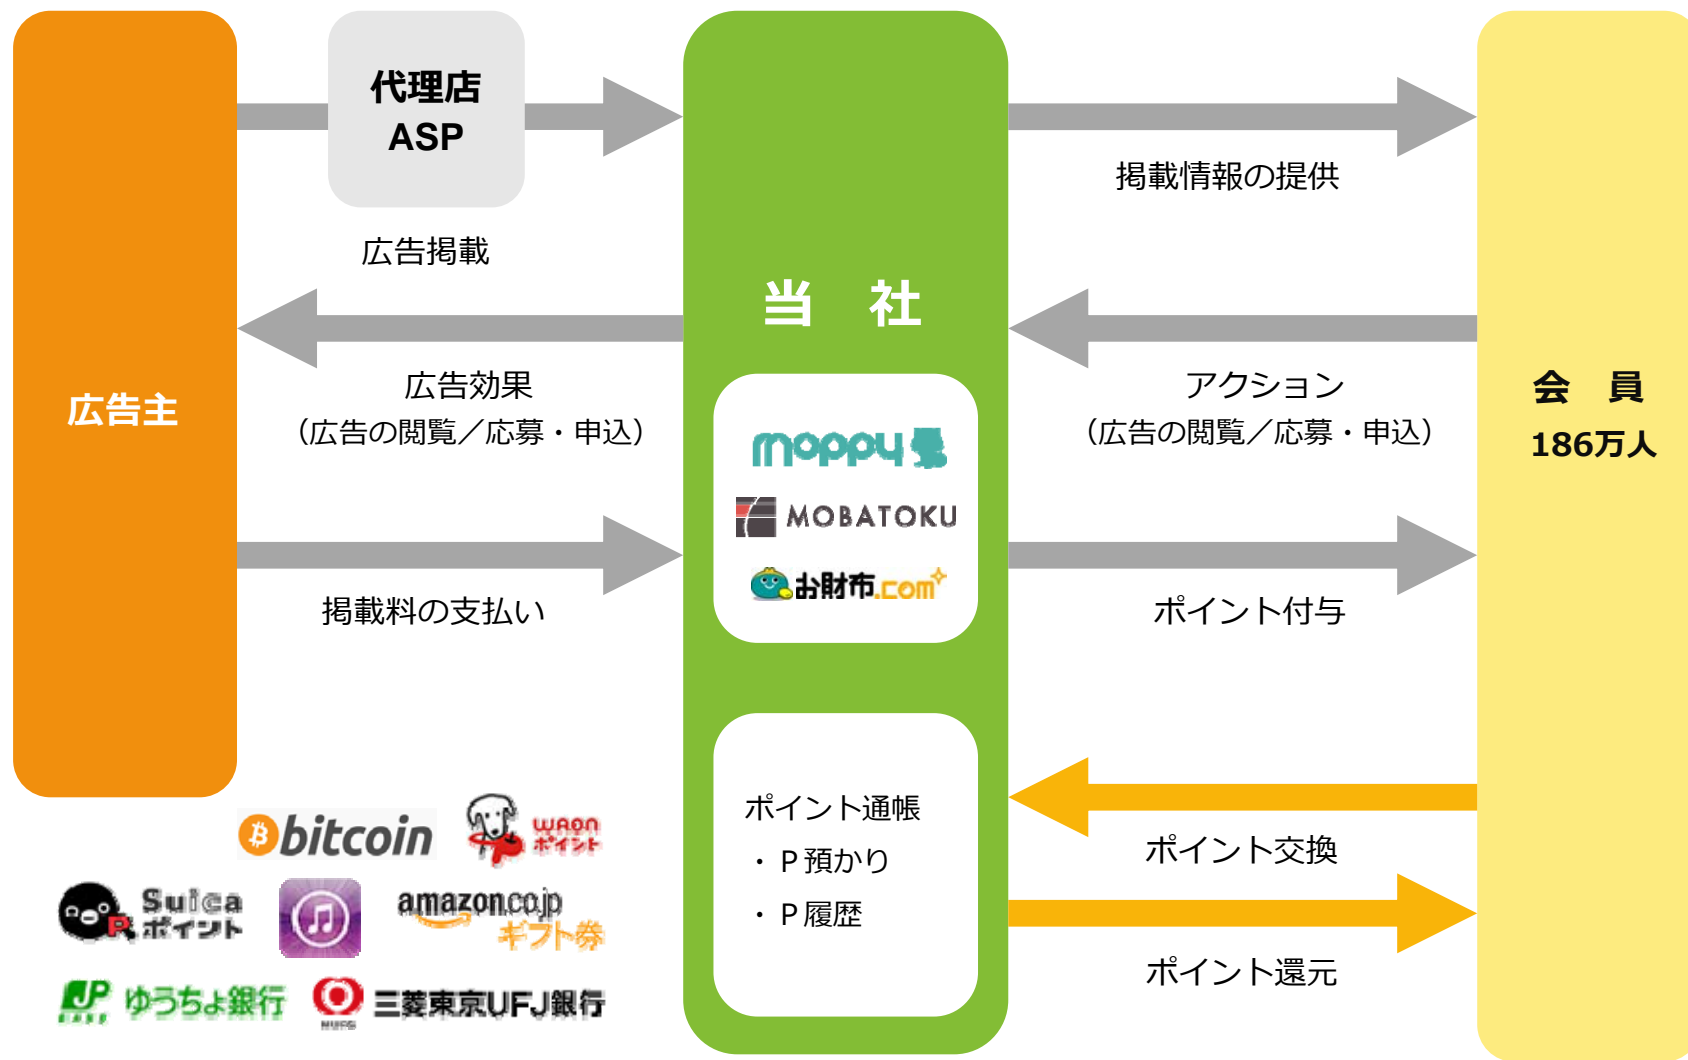 代理店
ASP
広告掲載
掲載情報の提供
当 社
広告主
広告効果
（広告の閲覧／応募・申込）
アクション
（広告の閲覧／応募・申込）
会 員
186万人
moppy
MOBATOKU
お財布.com
掲載料の支払い
ポイント付与
ポイント通帳
・Ｐ預かり
・Ｐ履歴
ポイント交換
ポイント還元
bitcoin
WAON
ポイント
Suica
ポイント
amazon.co.jp
ギフト券
JP
BANK
ゆうちょ銀行
MUFG
三菱東京UFJ銀行